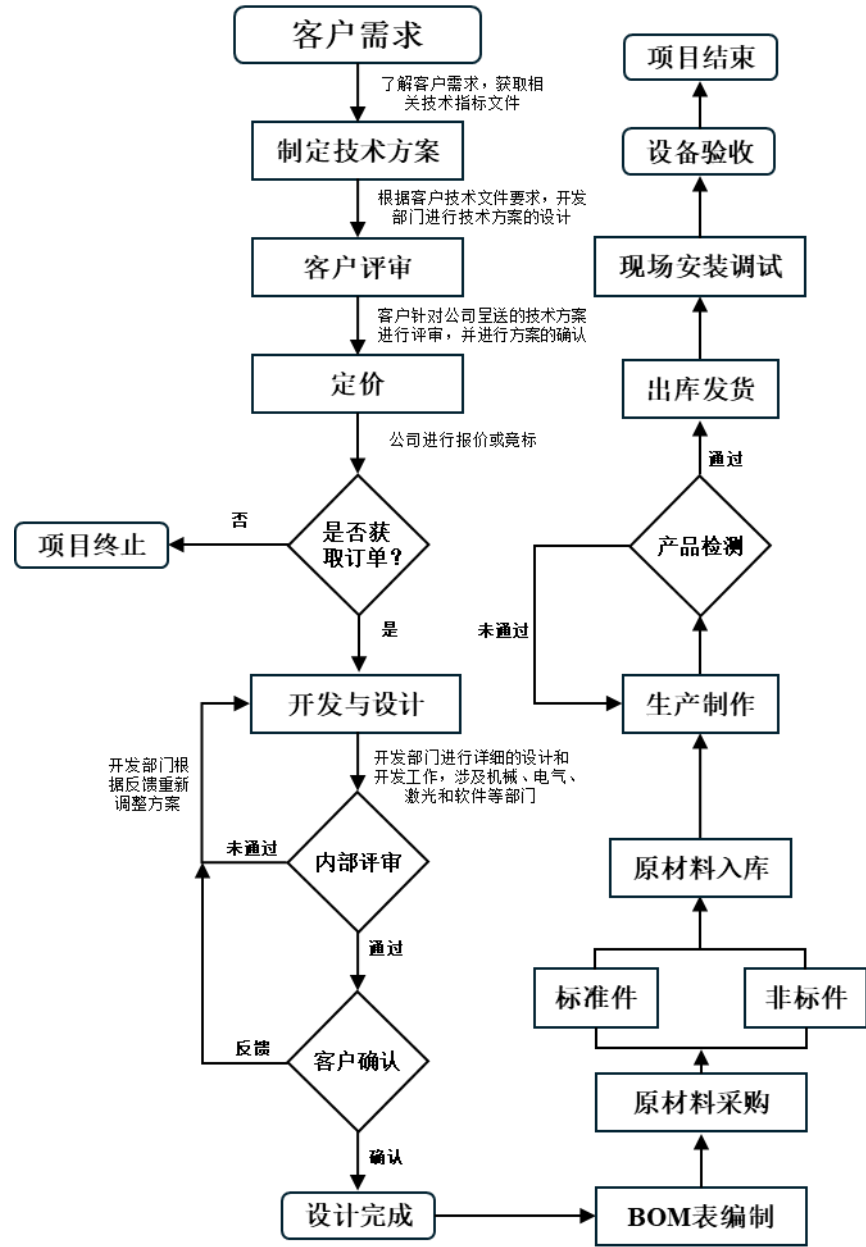 客户需求
了解客户需求，获取相
关技术指标文件
制定技术方案
根据客户技术文件要求，开发
部门进行技术方案的设计
客户评审
客户针对公司呈送的技术方案
进行评审，并进行方案的确认
定价
公司进行报价或竟标
是否获
取订单？
否
项目终止
是
开发与设计
开发部门进行详细的设计和
开发工作，涉及机械、电气、
激光和软件等部门
开发部门根
据反馈重新
调整方案
未通过
内部评审
通过
反馈
客户确认
确认
设计完成
BOM表编制
原材料采购
标准件
非标件
原材料入库
生产制作
未通过
产品检测
通过
出库发货
现场安装调试
设备验收
项目结束